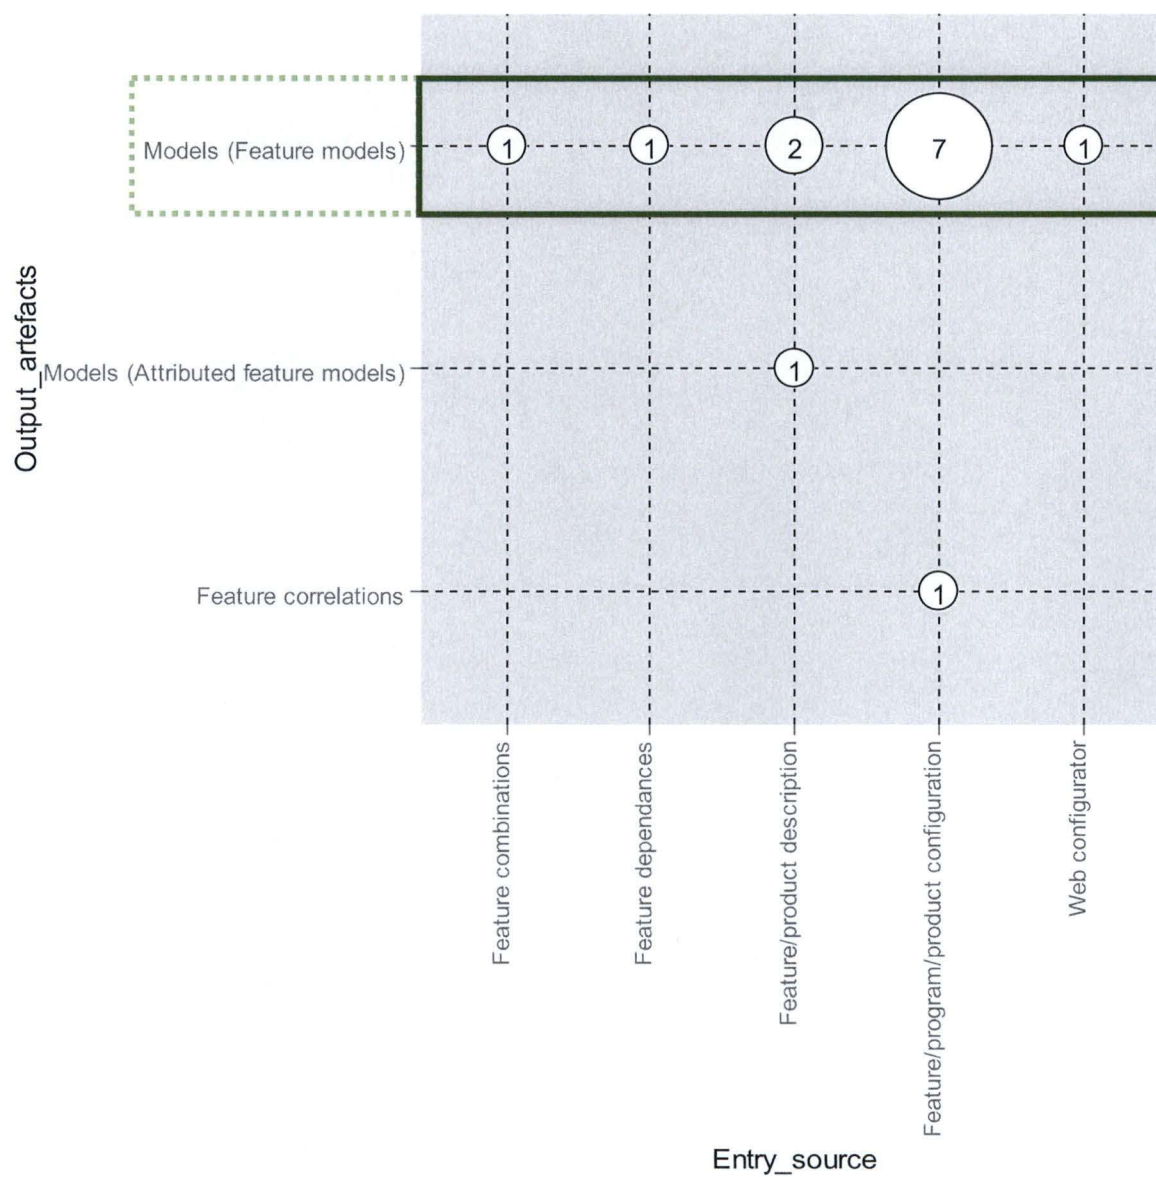 Output_artefacts
Models (Feature models)
1
1
2
7
1
Models (Attributed feature models)
1
Feature correlations
1
Feature combinations
Feature dependances
Feature/product description
Feature/program/product configuration
Web configurator
Entry_source